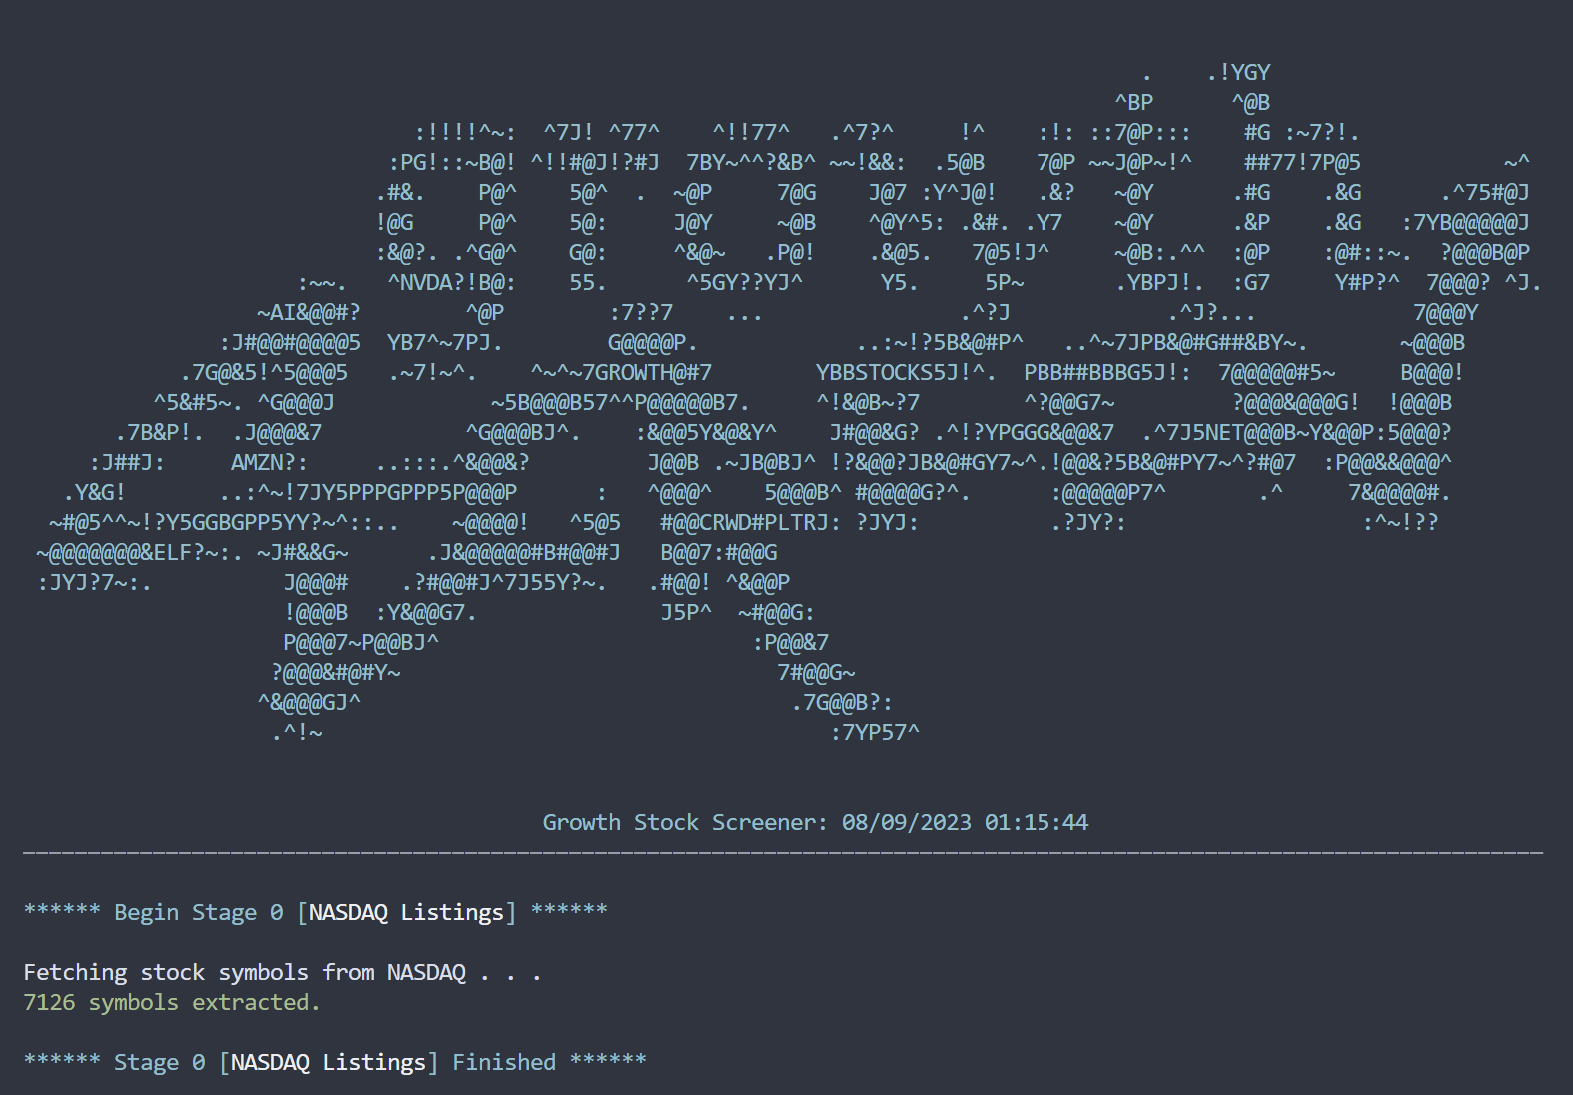 .    .!YGY
^BP      ^@B
:!!!!^~:  ^7J! ^77^    ^!!77^   .^7?^     !^    :!: ::7@P:::    #G :~7?!.
:PG!::~B@! ^!!#@J!?#J  7BY~^^?&B^ ~~!&&:  .5@B    7@P ~~J@P~!^    ##77!7P@5           ~^
.#&.    P@^    5@^  .  ~@P     7@G    J@7 :Y^J@!   .&?   ~@Y      .#G    .&G      .^75#@J
!@G     P@^    5@:     J@Y     ~@B    ^@Y^5: .&#. .Y7    ~@Y      .&P    .&G   :7YB@@@@@J
:&@?. .^G@^    G@:     ^&@~   .P@!    .&@5.   7@5!J^     ~@B:.^^  :@P    :@#::~.  ?@@@B@P
:~~.   ^NVDA?!B@:    55.      ^5GY??YJ^      Y5.     5P~       .YBPJ!.  :G7     Y#P?^  7@@@? ^J.
~AI&@@#?        ^@P        :7??7    ...               .^?J            .^J?...            7@@@Y
:J#@@#@@@@5  YB7^~7PJ.        G@@@@P.            ..:~!?5B&@#P^   ..^~7JPB&@#G##&BY~.       ~@@@B
.7G@&5!^5@@@5   .~7!~^.    ^~^~7GROWTH@#7        YBBSTOCKS5J!^.  PBB##BBBG5J!:  7@@@@@#5~     B@@@!
^5&#5~. ^G@@@J            ~5B@@@B57^^P@@@@@B7.     ^!&@B~?7        ^?@@G7~         ?@@@&@@@G!  !@@@B
.7B&P!.  .J@@@&7           ^G@@@BJ^.    :&@@5Y&@&Y^    J#@@&G? .^!?YPGGG&@@&7  .^7J5NET@@@B~Y&@@P:5@@@?
:J##J:     AMZN?:     ..:::.^&@@&?         J@@B .~JB@BJ^ !?&@@?JB&@#GY7~^.!@@&?5B&@#PY7~^?#@7  :P@@&&@@@^
.Y&G!       ..:^~!7JY5PPPGPPP5P@@@P      :   ^@@@^    5@@@B^ #@@@@G?^.      :@@@@@P7^       .^     7&@@@@#.
~#@5^^~!?Y5GGBGPP5YY?~^::..    ~@@@@!   ^5@5   #@@CRWD#PLTRJ: ?JYJ:          .?JY?:                  :^~!??
~@@@@@@@&ELF?~:. ~J#&&G~      .J&@@@@@#B#@@#J   B@@7:#@@G
:JYJ?7~:.          J@@@#    .?#@@#J^7J55Y?~.   .#@@! ^&@@P
!@@@B  :Y&@@G7.              J5P^  ~#@@G:
P@@@7~P@@BJ^                        :P@@&7
?@@@&#@#Y~                             7#@@G~
^&@@@GJ^                                 .7G@@B?:
.^!~                                       :7YP57^
Growth Stock Screener: 08/09/2023 01:15:44
****** Begin Stage 0 [NASDAQ Listings] ******
Fetching stock symbols from NASDAQ . . .
7126 symbols extracted.
****** Stage 0 [NASDAQ Listings] Finished ******